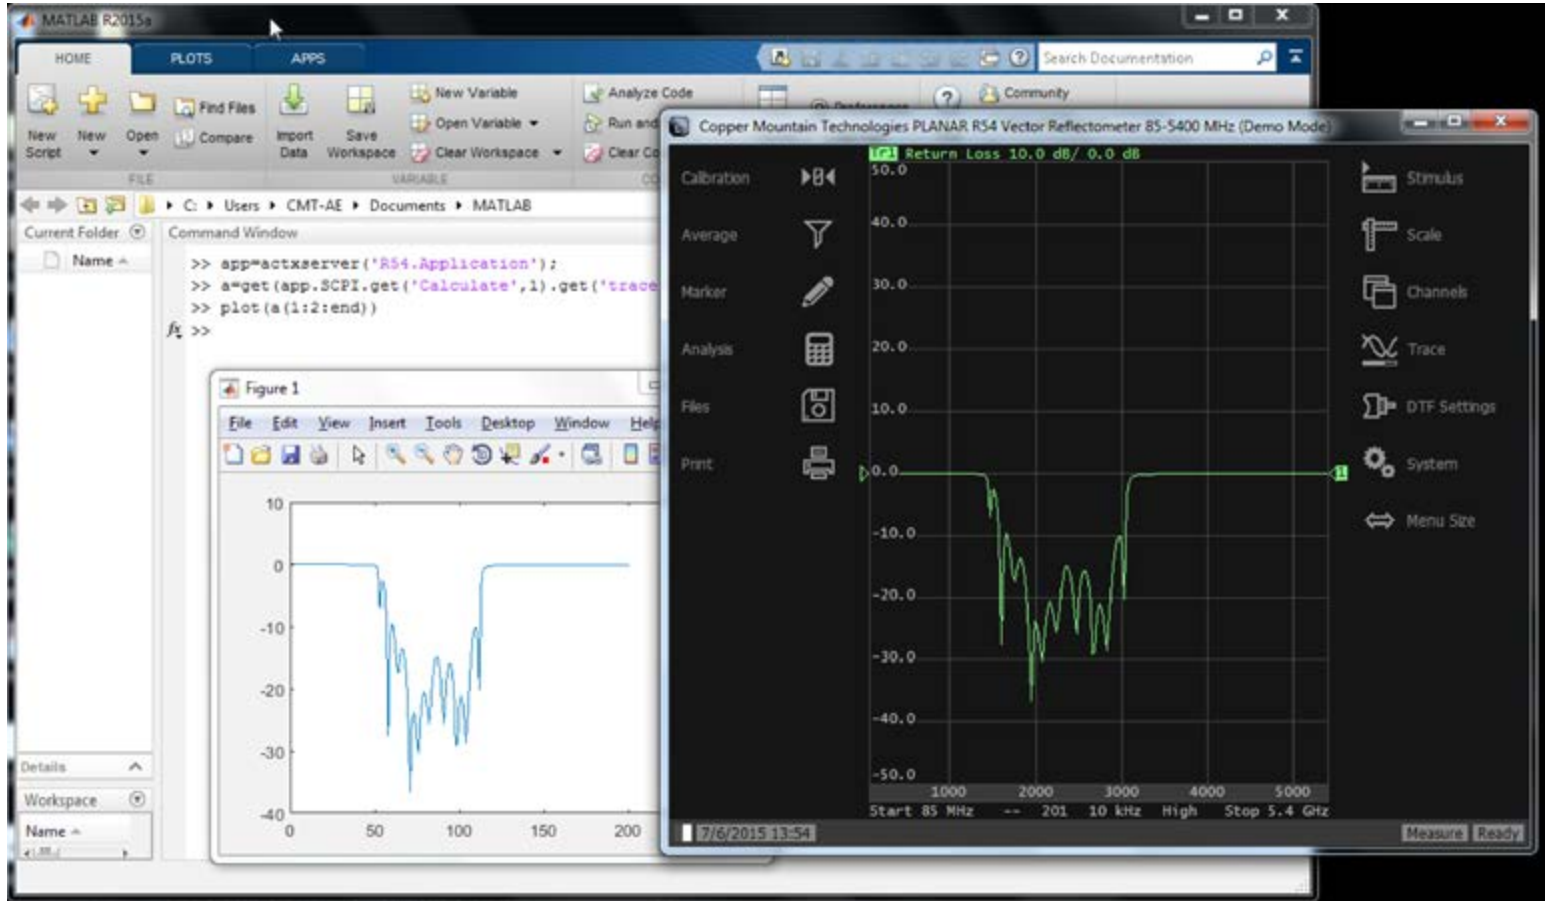 MATLAB R2015a
HOME PLOTS APPS
Search Documentation
New Script
New
Open
Find Files
Compare
Import Data
Save Workspace
New Variable
Open Variable
Clear Workspace
Analyze Code
Run and
Clear Co
Preferences
Community
FILE
VARIABLE
CO
C: Users CMT-AE Documents MATLAB
Current Folder
Name
Command Window
>> app=actxserver('R54.Application');
>> a=get(app.SCPI.get('Calculate',1).get('trace
>> plot(a(1:2:end))
fx >>
Figure 1
File Edit View Insert Tools Desktop Window Help
10
0
-10
-20
-30
-40
0 50 100 150 200
Details
Workspace
Name
Copper Mountain Technologies PLANAR R54 Vector Reflectometer 85-5400 MHz (Demo Mode)
Calibration
Average
Marker
Analysis
Files
Print
Tr1 Return Loss 10.0 dB/ 0.0 dB
50.0
40.0
30.0
20.0
10.0
0.0
-10.0
-20.0
-30.0
-40.0
-50.0
1
1000 2000 3000 4000 5000
Start 85 MHz -- 201 10 kHz High Stop 5.4 GHz
Stimulus
Scale
Channels
Trace
DTF Settings
System
Menu Size
7/6/2015 13:54
Measure Ready